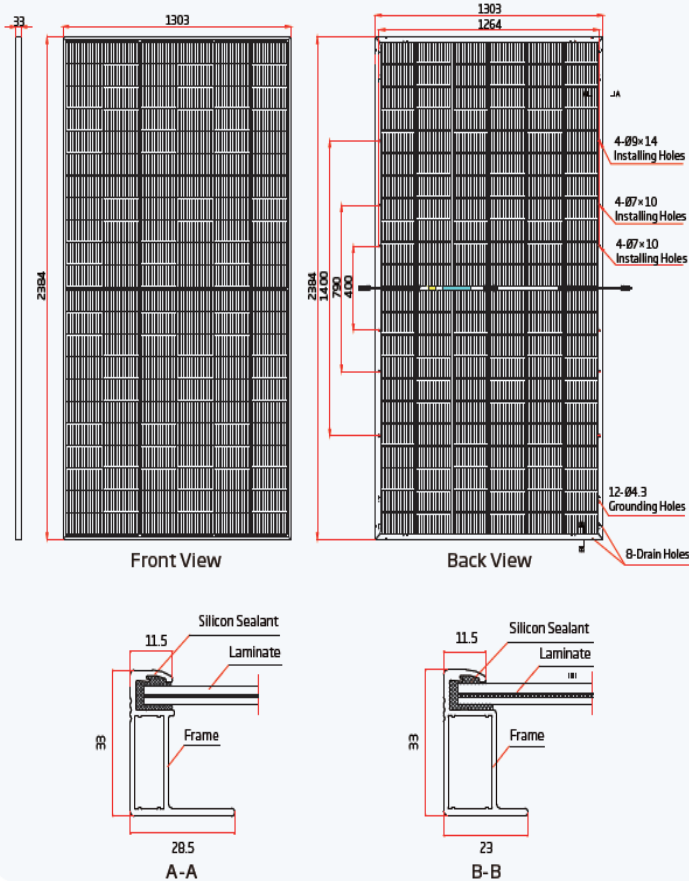 33
1303
2384
Front View
1303
1264
2384
1400
790
400
4-Ø9×14
Installing Holes
4-Ø7×10
Installing Holes
4-Ø7×10
Installing Holes
12-Ø4.3
Grounding Holes
8-Drain Holes
Back View
Silicon Sealant
11.5
Laminate
33
Frame
28.5
A-A
Silicon Sealant
11.5
Laminate
33
Frame
23
B-B